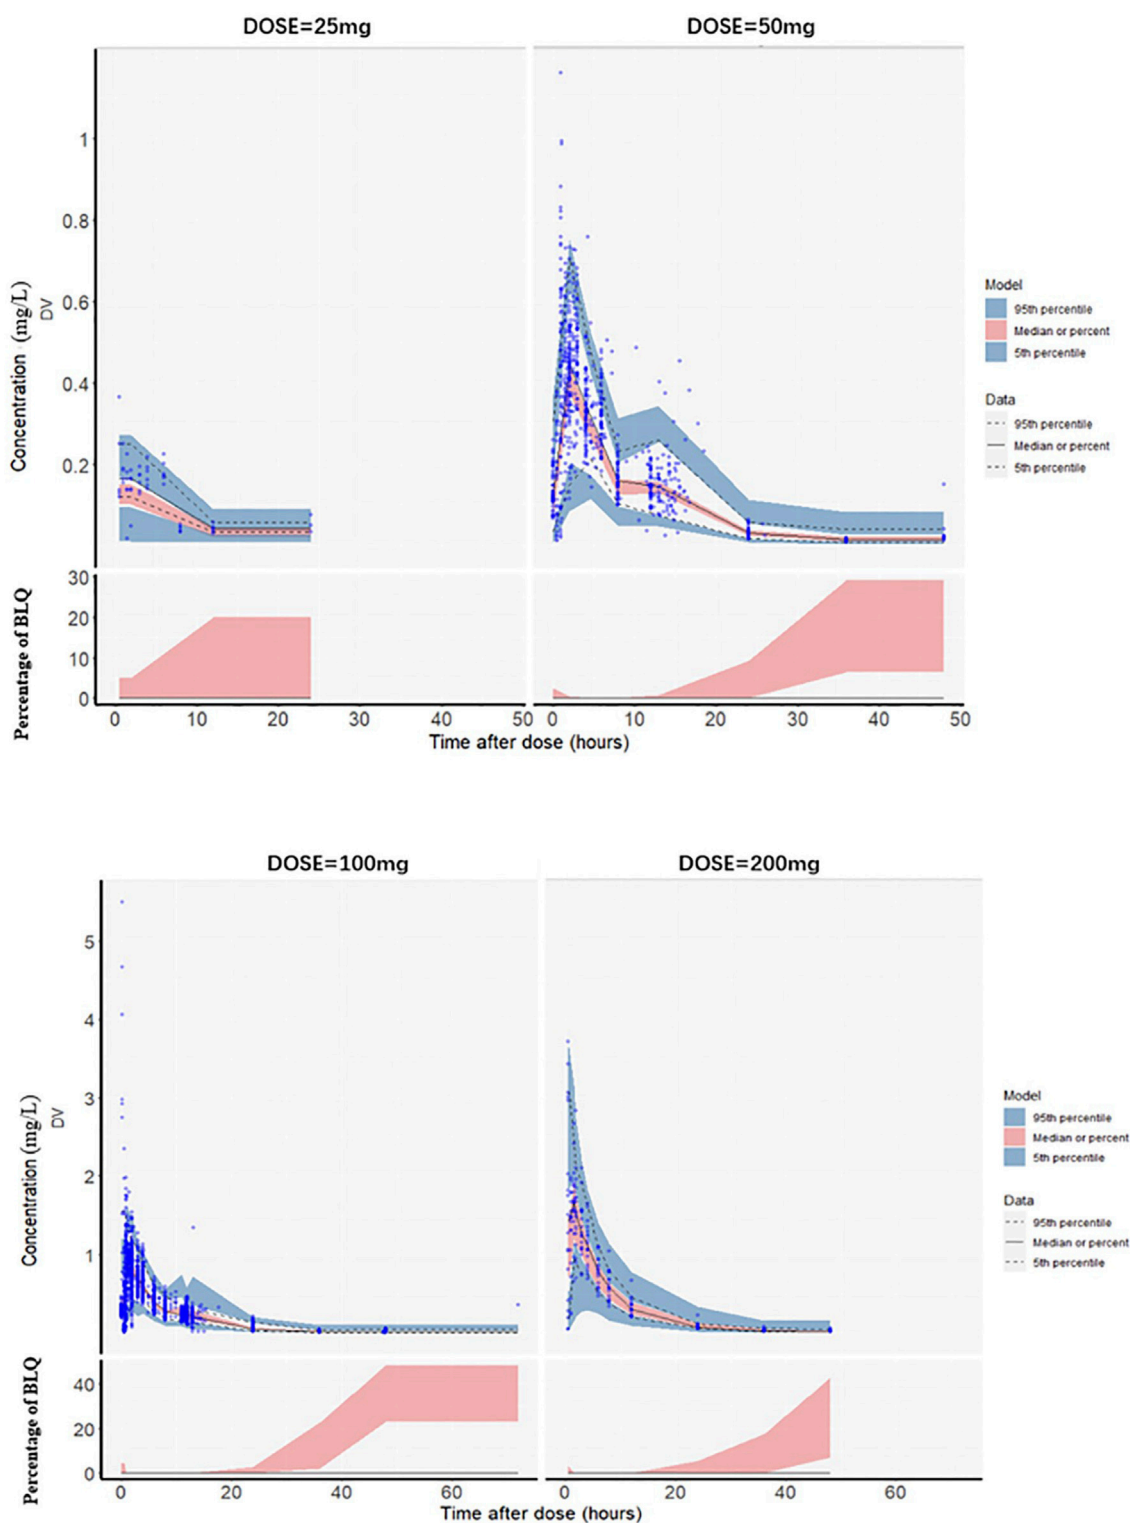 DOSE=25mg DOSE=50mg
1
0.8
0.6
0.4
0.2
Concentration (mg/L)
DV
Model
95th percentile
Median or percent
5th percentile
Data
95th percentile
Median or percent
5th percentile
30
20
10
0
Percentage of BLQ
0 10 20 30 40 50 0 10 20 30 40 50
Time after dose (hours)
DOSE=100mg DOSE=200mg
5
4
3
2
1
Concentration (mg/L)
DV
Model
95th percentile
Median or percent
5th percentile
Data
95th percentile
Median or percent
5th percentile
40
20
0
Percentage of BLQ
0 20 40 60 0 20 40 60
Time after dose (hours)